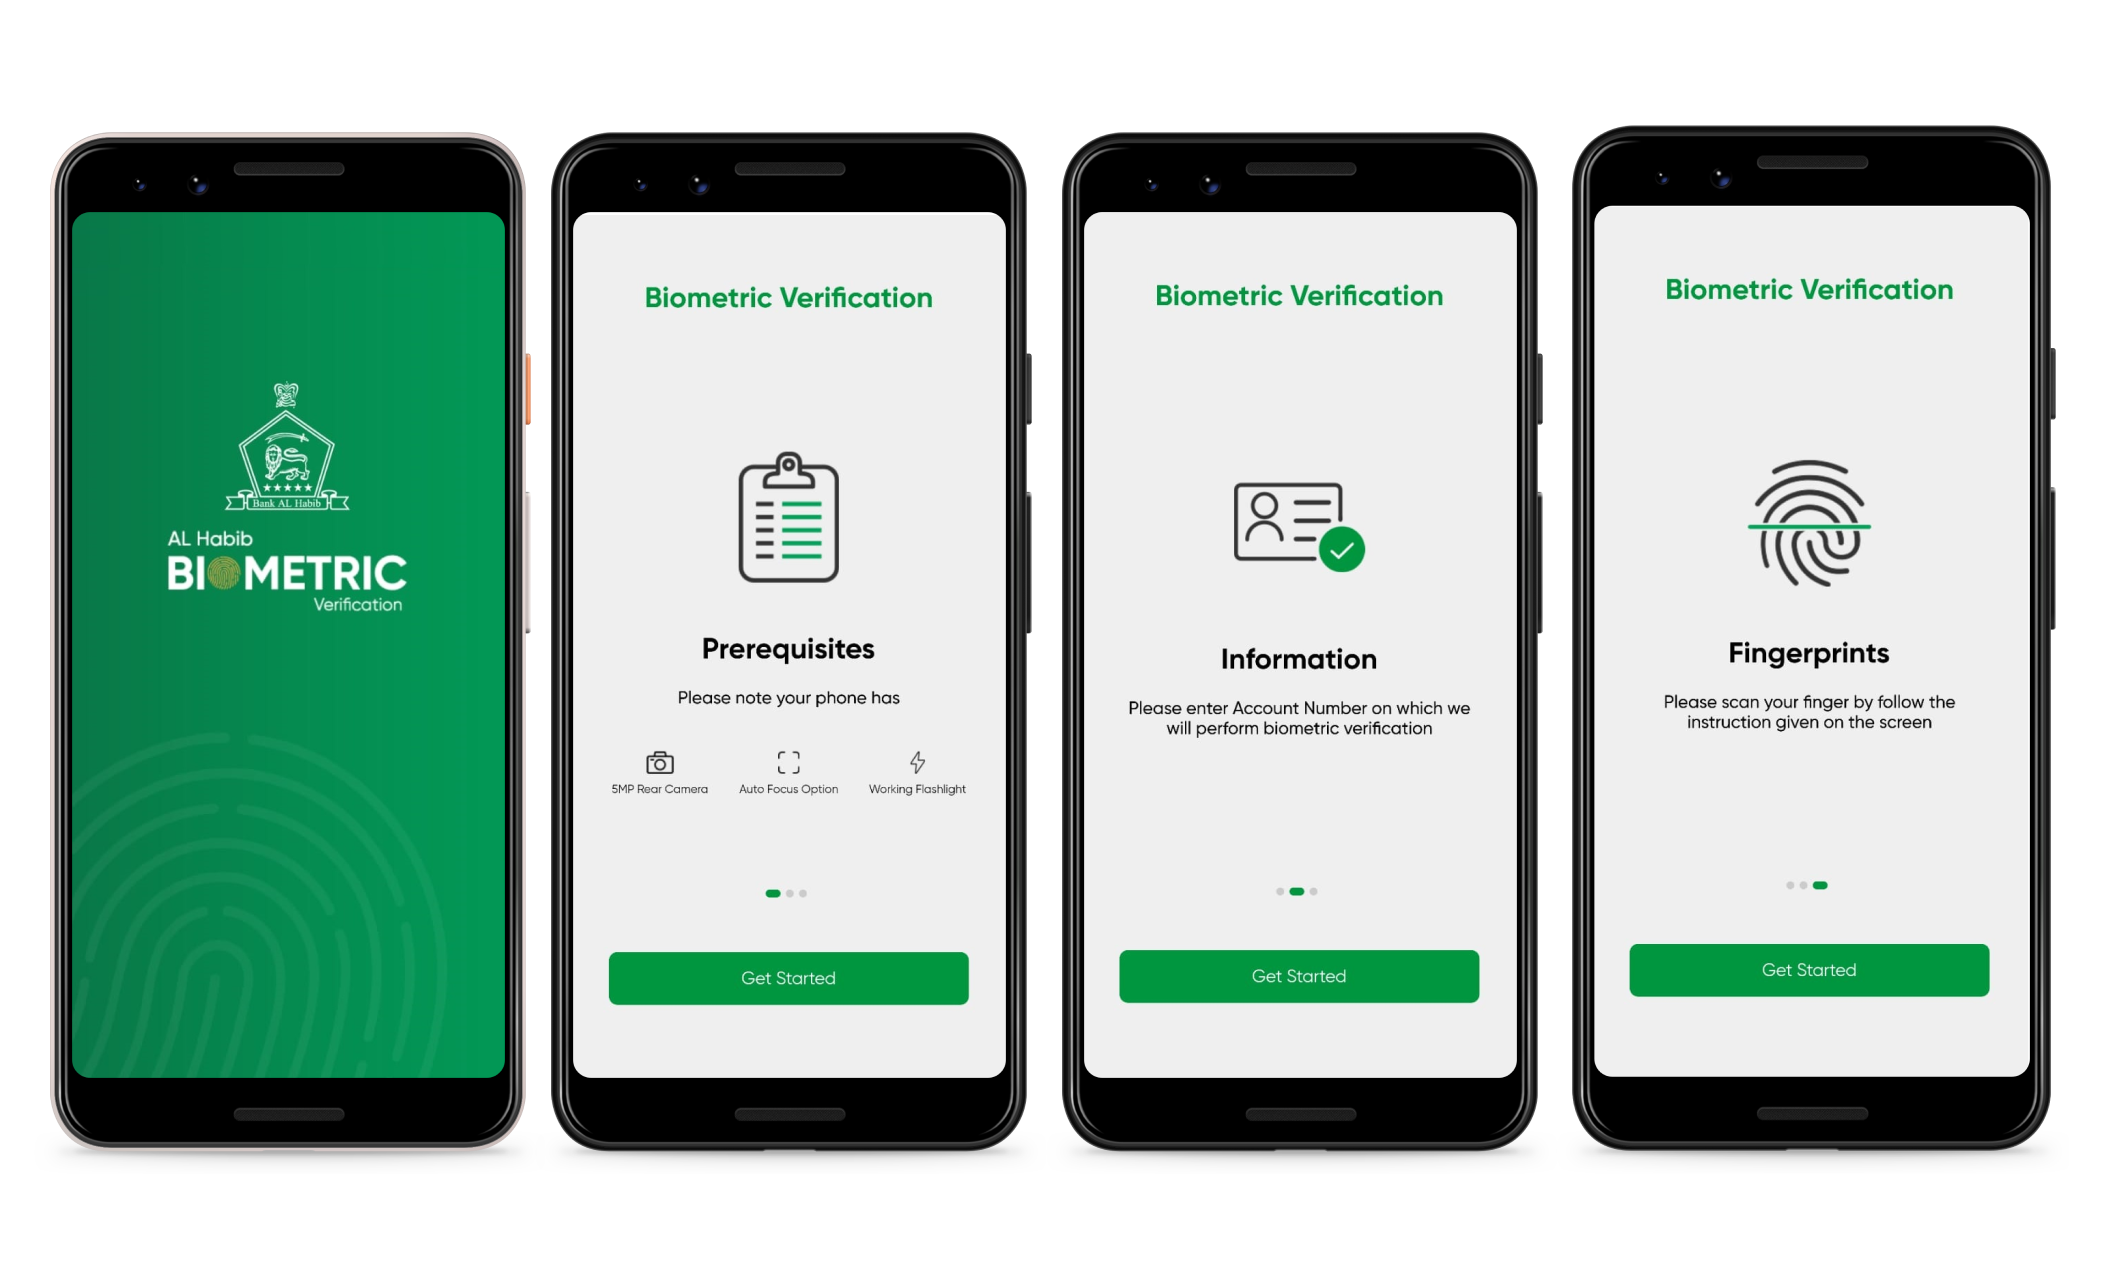 Bank AL Habib
AL Habib
BIOMETRIC
Verification
Biometric Verification
Prerequisites
Please note your phone has
5MP Rear Camera
Auto Focus Option
Working Flashlight
Get Started
Biometric Verification
Information
Please enter Account Number on which we
will perform biometric verification
Get Started
Biometric Verification
Fingerprints
Please scan your finger by follow the
instruction given on the screen
Get Started